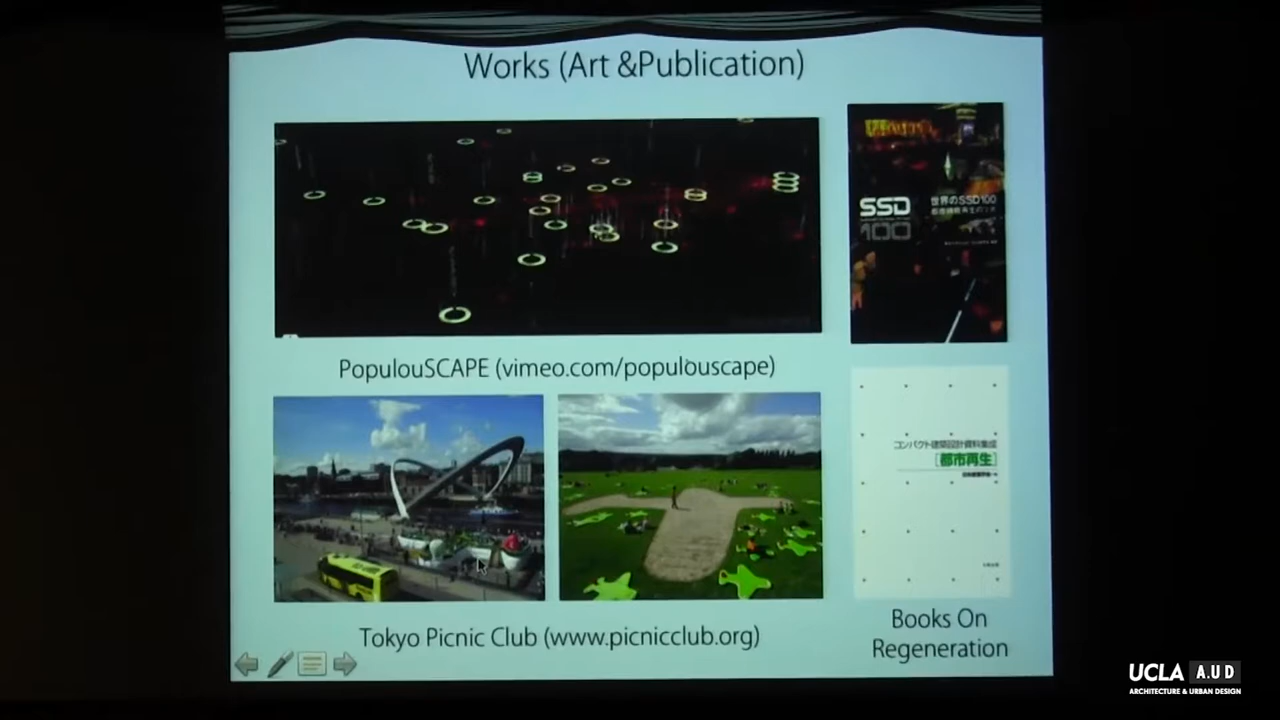 Works (Art &Publication)
SSD
100
世界のSSD100
PopulouSCAPE (vimeo.com/populouscape)
コンパクト建築設計資料集成
[都市再生]
Tokyo Picnic Club (www.picnicclub.org)
Books On
Regeneration
UCLA A.UD
ARCHITECTURE & URBAN DESIGN